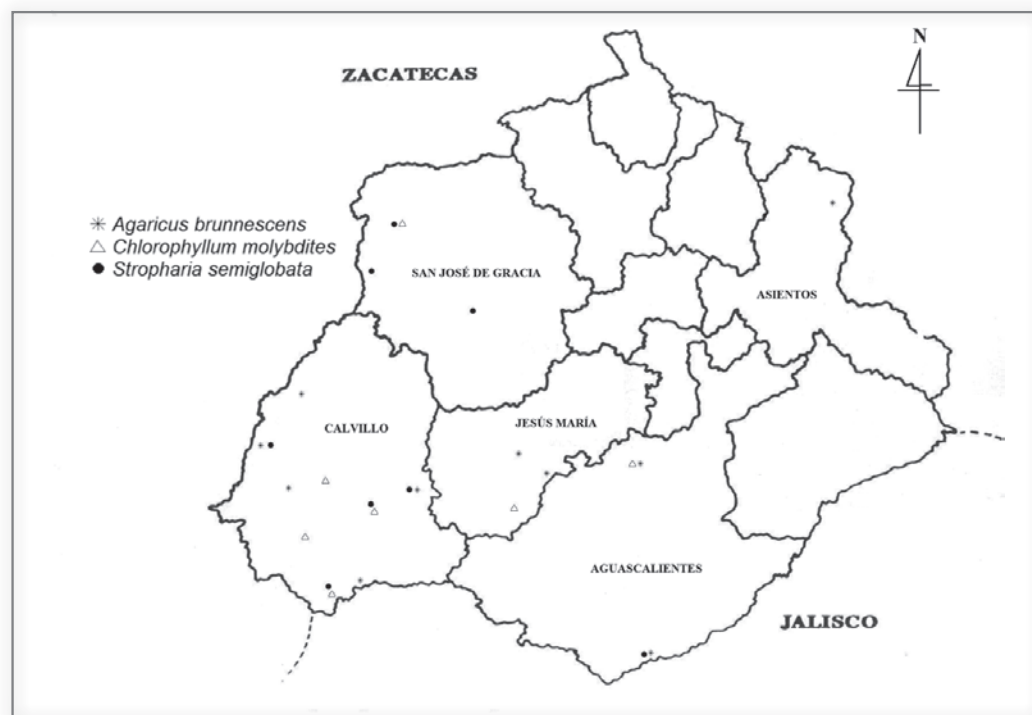 N
ZACATECAS
Agaricus brunnescens
Chlorophyllum molybdites
Stropharia semiglobata
SAN JOSÉ DE GRACIA
ASIENTOS
CALVILLO
JESÚS MARÍA
AGUASCALIENTES
JALISCO